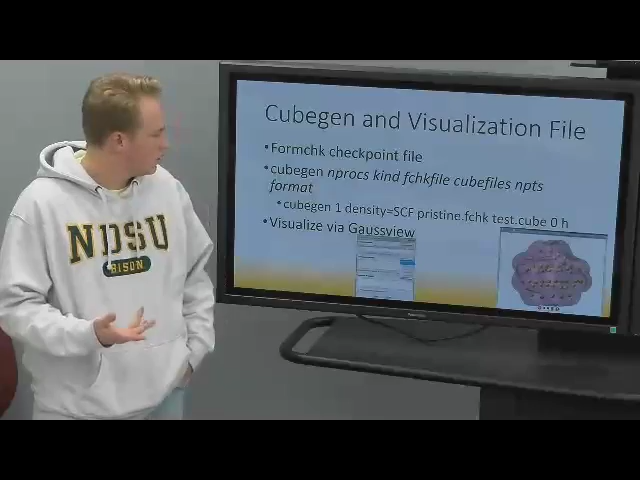 Cubegen and Visualization File
•Formchk checkpoint file
•cubegen nprocs kind fchkfile cubefiles npts
format
•cubegen 1 density=SCF pristine.fchk test.cube 0 h
•Visualize via Gaussview
NDSU
BISON